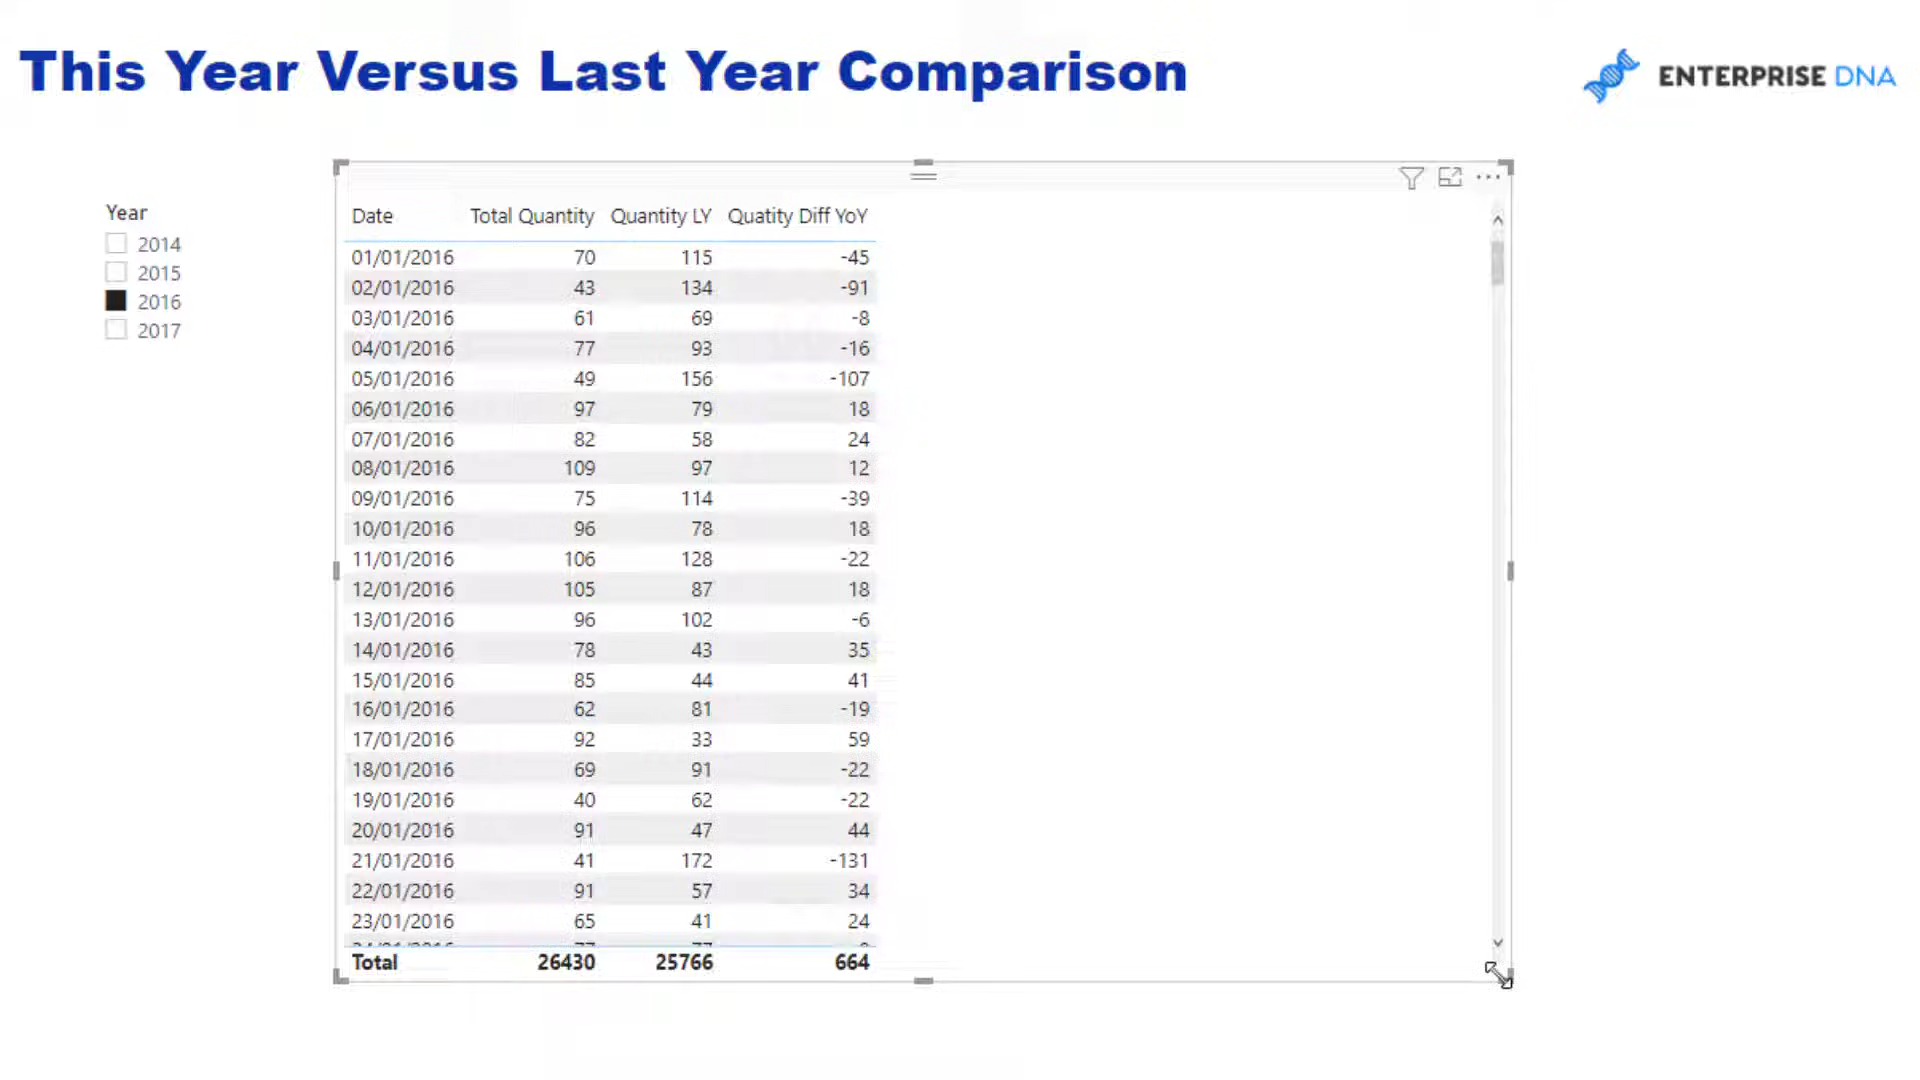 This Year Versus Last Year Comparison
ENTERPRISE DNA
Year
2014
2015
2016
2017
Date Total Quantity Quantity LY Quatity Diff YoY
01/01/2016 70 115 -45
02/01/2016 43 134 -91
03/01/2016 61 69 -8
04/01/2016 77 93 -16
05/01/2016 49 156 -107
06/01/2016 97 79 18
07/01/2016 82 58 24
08/01/2016 109 97 12
09/01/2016 75 114 -39
10/01/2016 96 78 18
11/01/2016 106 128 -22
12/01/2016 105 87 18
13/01/2016 96 102 -6
14/01/2016 78 43 35
15/01/2016 85 44 41
16/01/2016 62 81 -19
17/01/2016 92 33 59
18/01/2016 69 91 -22
19/01/2016 40 62 -22
20/01/2016 91 47 44
21/01/2016 41 172 -131
22/01/2016 91 57 34
23/01/2016 65 41 24
Total 26430 25766 664